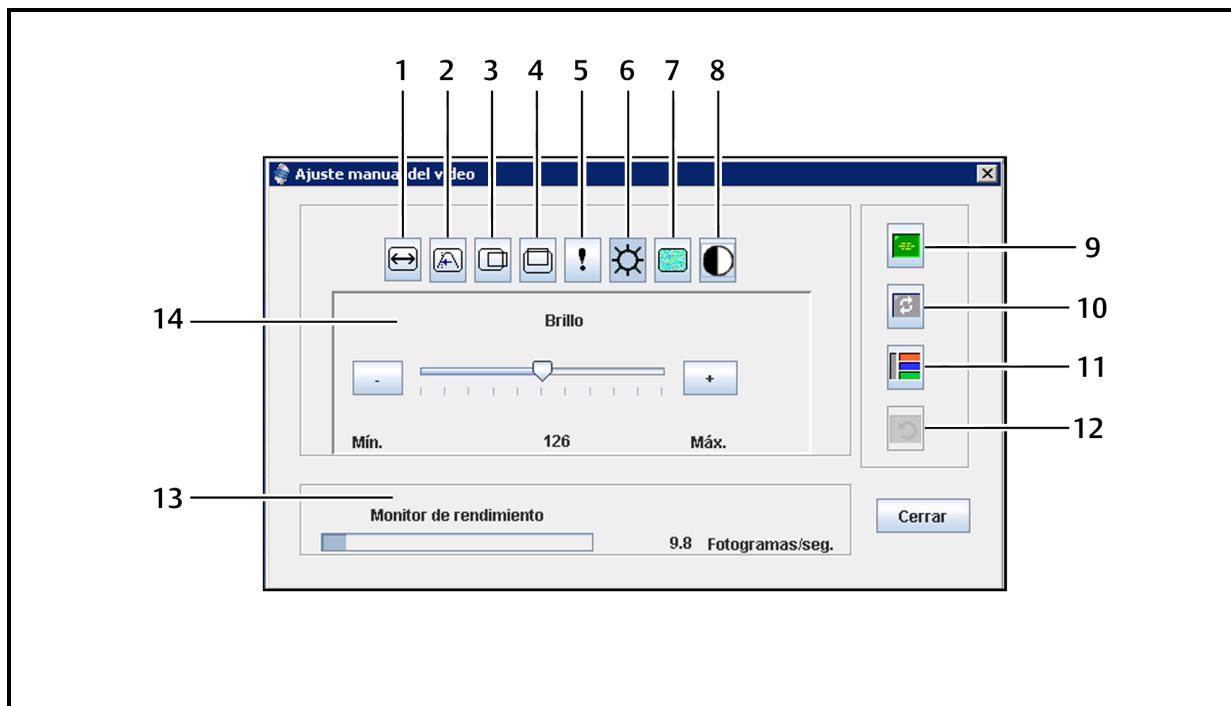 1 2 3 4 5 6 7 8
Ajuste manual del video
9
10
11
12
14
Brillo
-
+
Mín. 126 Máx.
13
Monitor de rendimiento
9.8 Fotogramas/seg.
Cerrar